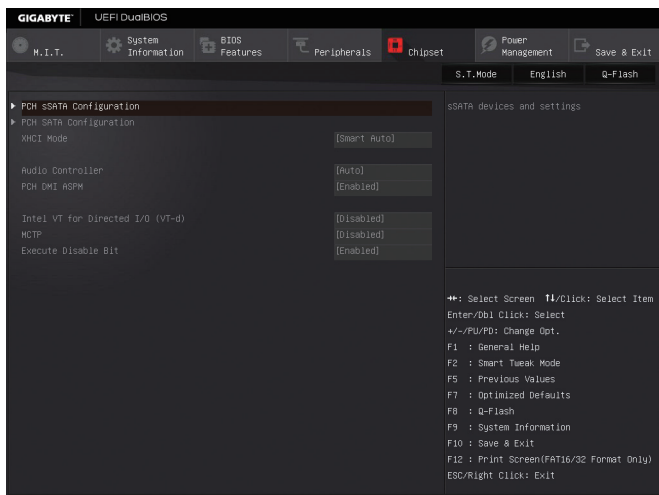 GIGABYTE™ UEFI DualBIOS
M.I.T. System Information BIOS Features Peripherals Chipset Power Management Save & Exit
S.T.Mode English Q-Flash
PCH sSATA Configuration
PCH SATA Configuration
XHCI Mode [Smart Auto]
Audio Controller [Auto]
PCH DMI ASPM [Enabled]
Intel VT for Directed I/O (VT-d) [Disabled]
MCTP [Disabled]
Execute Disable Bit [Enabled]
sSATA devices and settings
→←: Select Screen ↑↓/Click: Select Item
Enter/Dbl Click: Select
+/-/PU/PD: Change Opt.
F1 : General Help
F2 : Smart Tweak Mode
F5 : Previous Values
F7 : Optimized Defaults
F8 : Q-Flash
F9 : System Information
F10 : Save & Exit
F12 : Print Screen(FAT16/32 Format Only)
ESC/Right Click: Exit